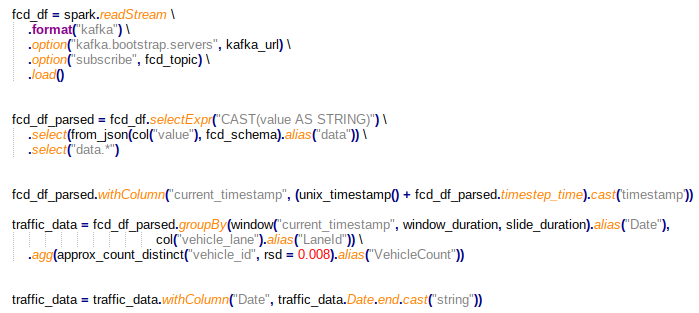 fcd_df = spark.readStream \
    .format("kafka") \
    .option("kafka.bootstrap.servers", kafka_url) \
    .option("subscribe", fcd_topic) \
    .load()
fcd_df_parsed = fcd_df.selectExpr("CAST(value AS STRING)") \
    .select(from_json(col("value"), fcd_schema).alias("data")) \
    .select("data.*")
fcd_df_parsed.withColumn("current_timestamp", (unix_timestamp() + fcd_df_parsed.timestep_time).cast('timestamp'))
traffic_data = fcd_df_parsed.groupBy(window("current_timestamp", window_duration, slide_duration).alias("Date"),
                                     col("vehicle_lane").alias("LaneId")) \
    .agg(approx_count_distinct("vehicle_id", rsd = 0.008).alias("VehicleCount"))
traffic_data = traffic_data.withColumn("Date", traffic_data.Date.end.cast("string"))